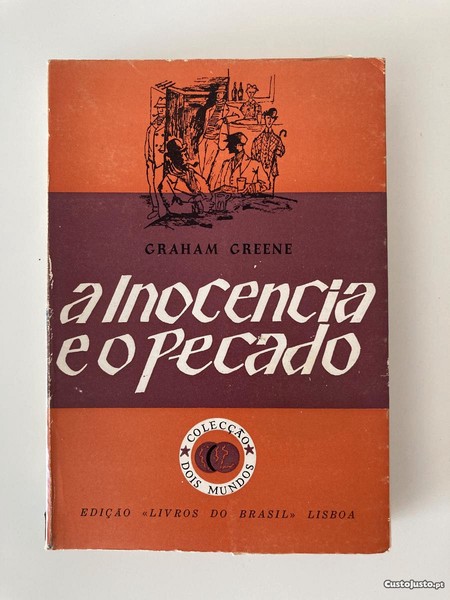 GRAHAM GREENE
a Inocencia
e o pecado
COLECÇÃO
DOIS MUNDOS
EDIÇÃO «LIVROS DO BRASIL» LISBOA
CustoJusto.pt